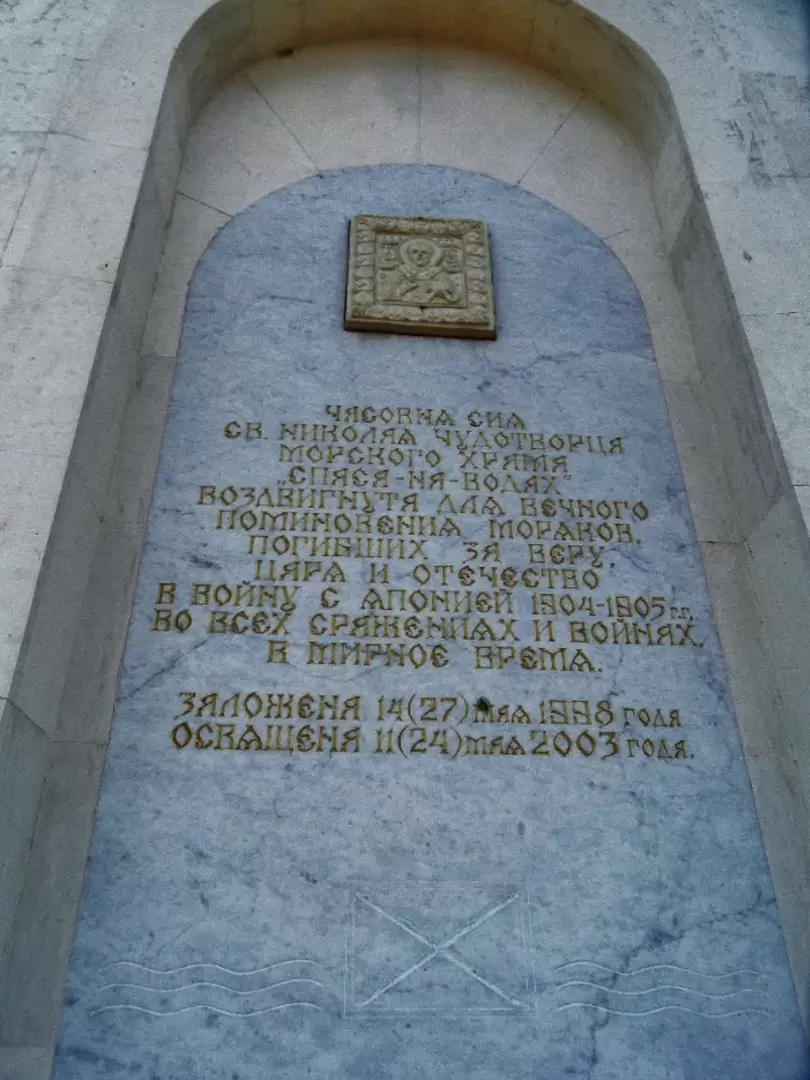 ЧАСОВНЯ СИЯ
СВ. НИКОЛАЯ ЧУДОТВОРЦА
МОРСКОГО ХРАМА
„СПАСА-НА-ВОДАХ"
ВОЗДВИГНУТА ДЛЯ ВЕЧНОГО
ПОМИНОВЕНИЯ МОРЯКОВ,
ПОГИБШИХ ЗА ВЕРУ,
ЦАРЯ И ОТЕЧЕСТВО
В ВОЙНУ С ЯПОНИЕЙ 1904-1905 г.г.
ВО ВСЕХ СРАЖЕНИЯХ И ВОЙНАХ,
В МИРНОЕ ВРЕМЯ.
ЗАЛОЖЕНА 14(27) МАЯ 1998 ГОДА
ОСВЯЩЕНА 11(24) МАЯ 2003 ГОДА.